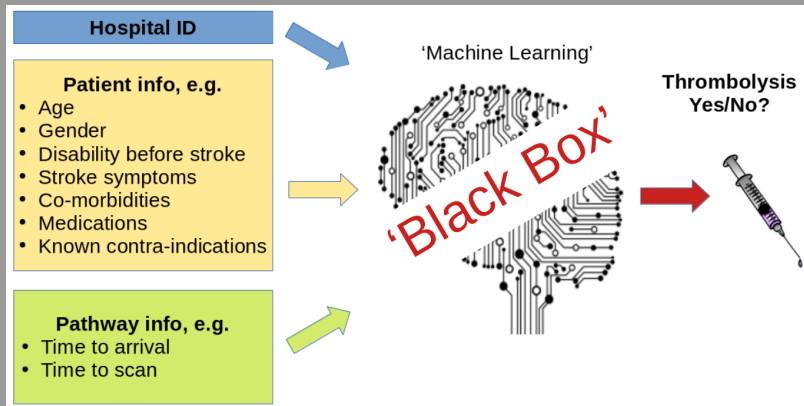 Hospital ID
Patient info, e.g.
• Age
• Gender
• Disability before stroke
• Stroke symptoms
• Co-morbidities
• Medications
• Known contra-indications
Pathway info, e.g.
• Time to arrival
• Time to scan
‘Machine Learning’
‘Black Box’
Thrombolysis
Yes/No?